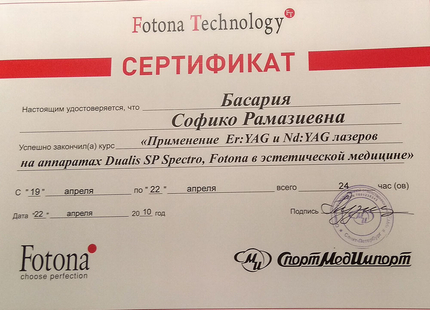 Fotona Technology FT
СЕРТИФИКАТ
Настоящим удостоверяется, что Басария
Софико Рамазиевна
Успешно закончил(а) курс «Применение Er:YAG и Nd:YAG лазеров
на аппаратах Dualis SP Spectro, Fotona в эстетической медицине»
С "19" апреля по "22" апреля всего 24 час (ов)
Дата "22" апреля 2010 год Подпись
Fotona
choose perfection
МИ СпортМедИмпорт